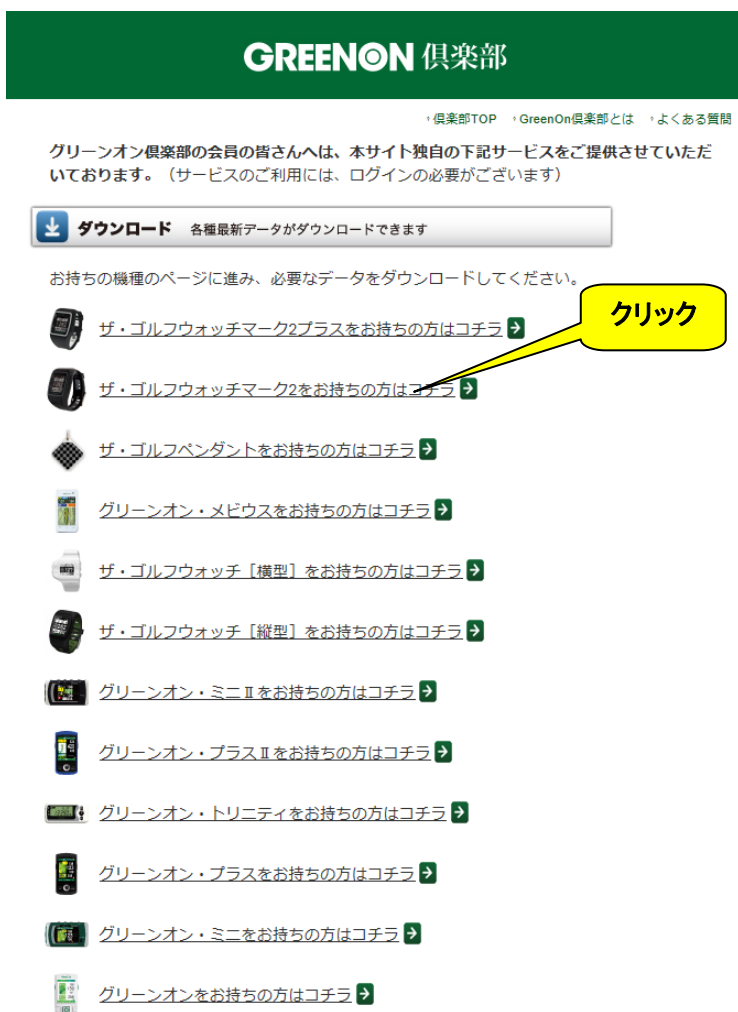 GREENON 倶楽部
倶楽部TOP GreenOn倶楽部とは よくある質問
グリーンオン倶楽部の会員の皆さんへは、本サイト独自の下記サービスをご提供させていただ
いております。（サービスのご利用には、ログインの必要がございます）
ダウンロード 各種最新データがダウンロードできます
お持ちの機種のページに進み、必要なデータをダウンロードしてください。
クリック
ザ・ゴルフウォッチマーク2プラスをお持ちの方はコチラ
ザ・ゴルフウォッチマーク2をお持ちの方はコチラ
ザ・ゴルフペンダントをお持ちの方はコチラ
グリーンオン・メビウスをお持ちの方はコチラ
ザ・ゴルフウォッチ［横型］をお持ちの方はコチラ
ザ・ゴルフウォッチ［縦型］をお持ちの方はコチラ
グリーンオン・ミニⅡをお持ちの方はコチラ
グリーンオン・プラスⅡをお持ちの方はコチラ
グリーンオン・トリニティをお持ちの方はコチラ
グリーンオン・プラスをお持ちの方はコチラ
グリーンオン・ミニをお持ちの方はコチラ
グリーンオンをお持ちの方はコチラ